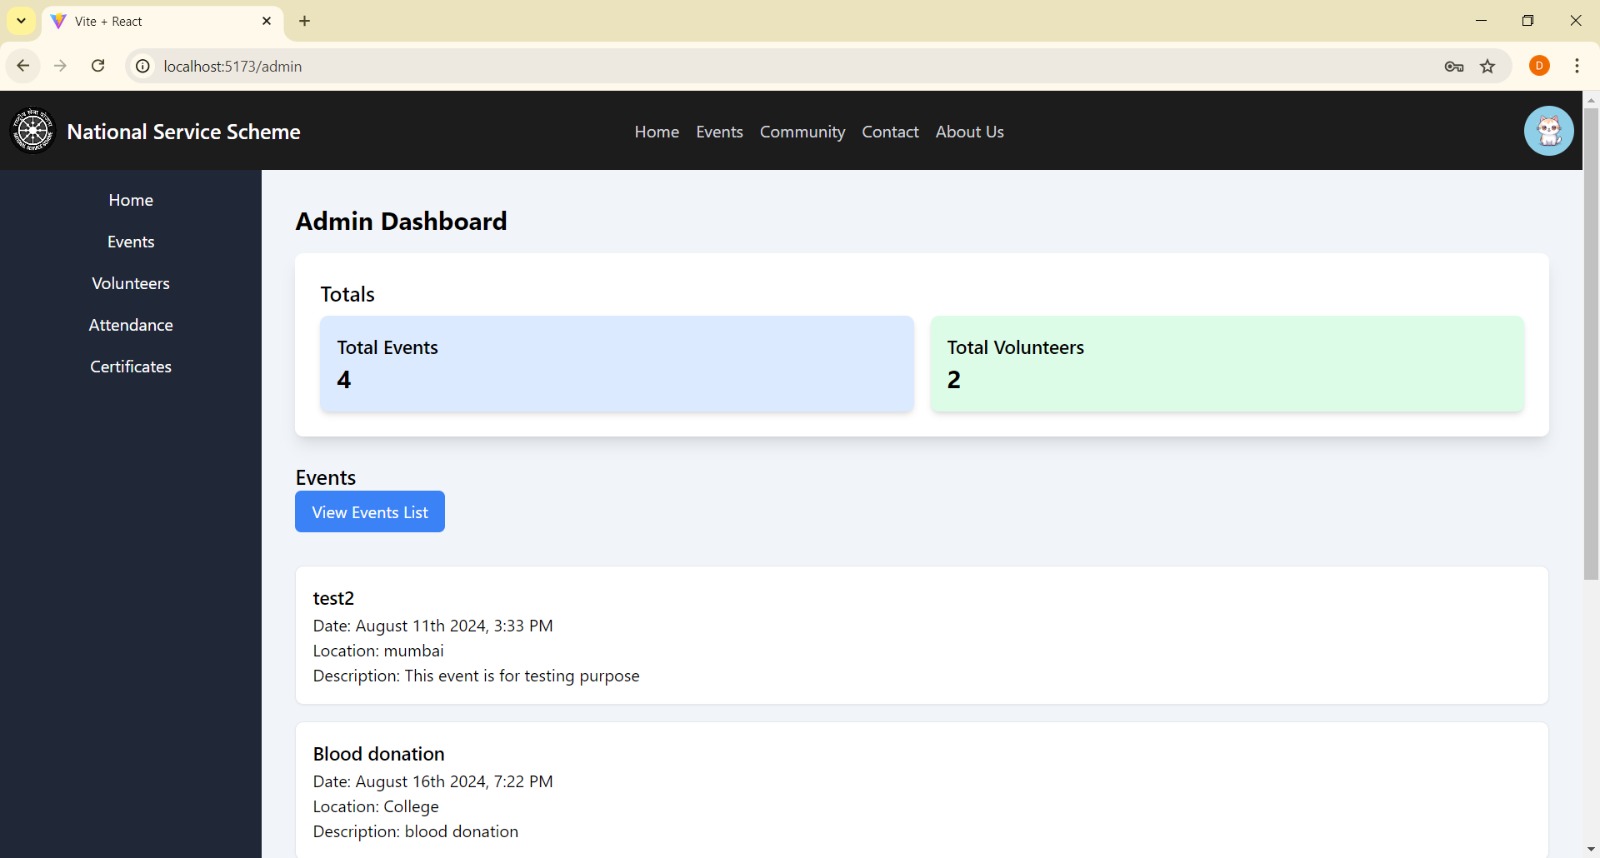 Vite + React
localhost:5173/admin
D
National Service Scheme
Home Events Community Contact About Us
Home
Events
Volunteers
Attendance
Certificates
Admin Dashboard
Totals
Total Events
4
Total Volunteers
2
Events
View Events List
test2
Date: August 11th 2024, 3:33 PM
Location: mumbai
Description: This event is for testing purpose
Blood donation
Date: August 16th 2024, 7:22 PM
Location: College
Description: blood donation